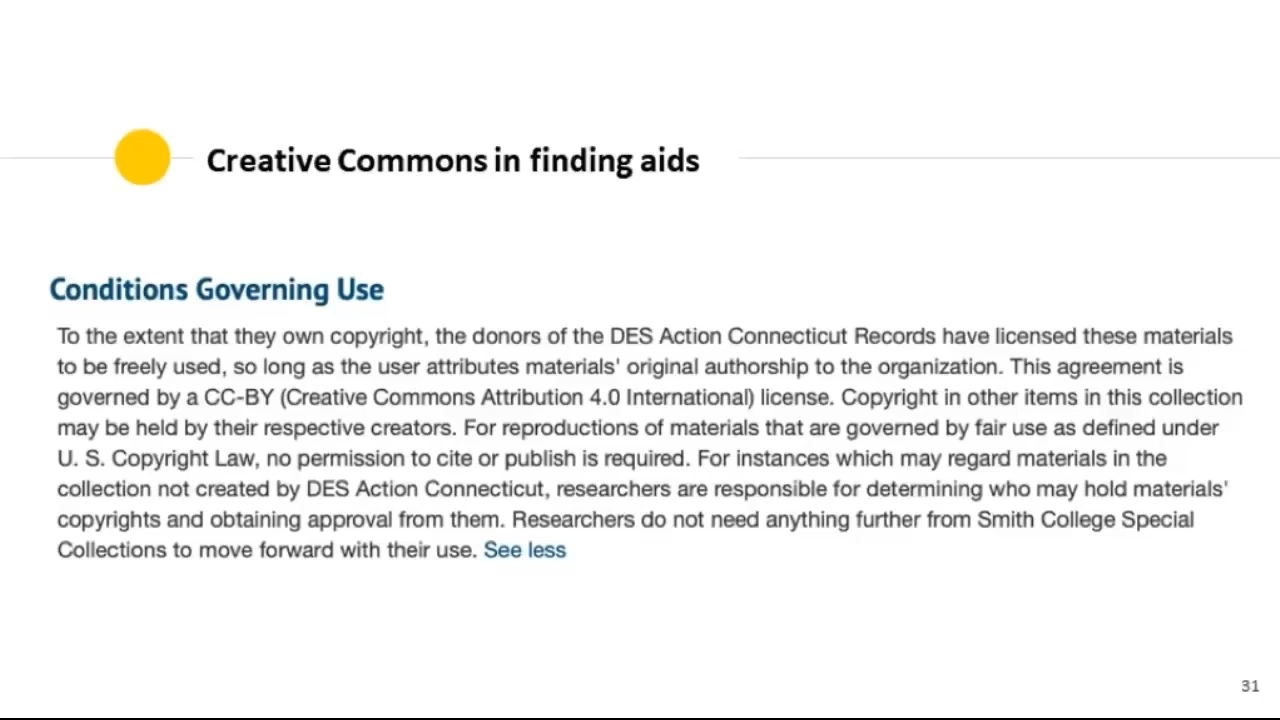 Creative Commons in finding aids
Conditions Governing Use
To the extent that they own copyright, the donors of the DES Action Connecticut Records have licensed these materials
to be freely used, so long as the user attributes materials' original authorship to the organization. This agreement is
governed by a CC-BY (Creative Commons Attribution 4.0 International) license. Copyright in other items in this collection
may be held by their respective creators. For reproductions of materials that are governed by fair use as defined under
U. S. Copyright Law, no permission to cite or publish is required. For instances which may regard materials in the
collection not created by DES Action Connecticut, researchers are responsible for determining who may hold materials'
copyrights and obtaining approval from them. Researchers do not need anything further from Smith College Special
Collections to move forward with their use. See less
31